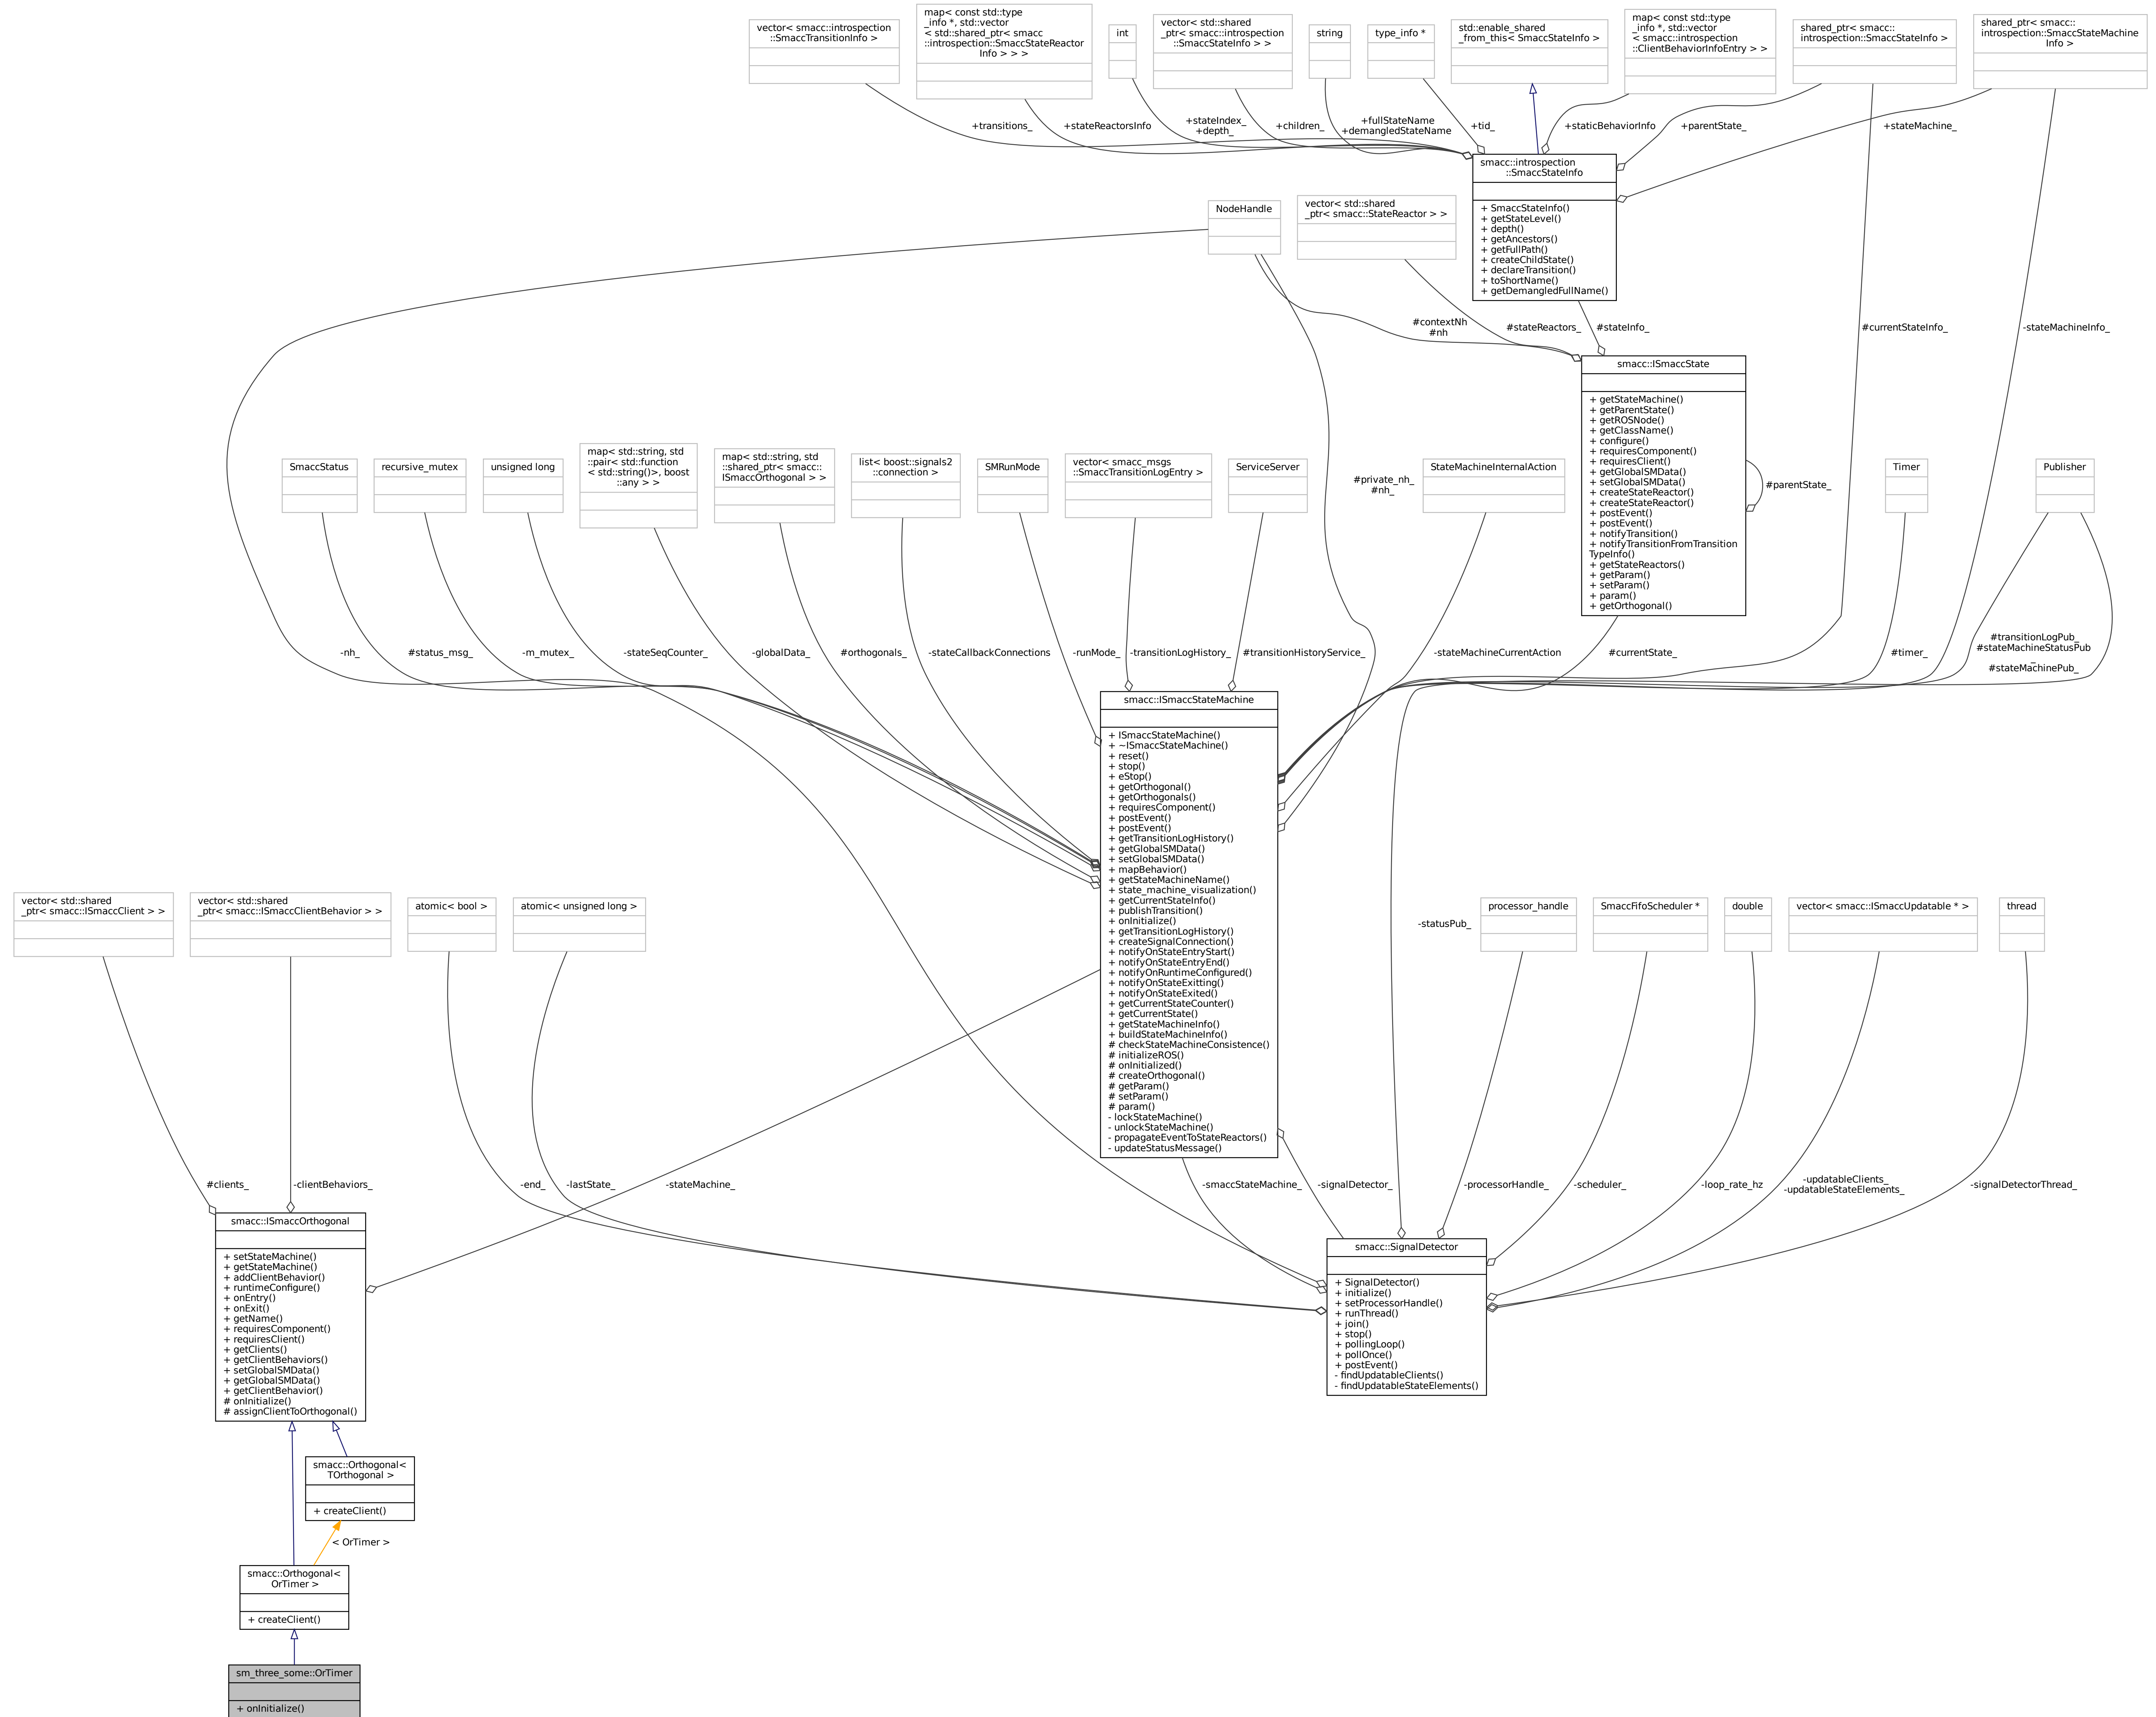 vector< smacc::introspection
::SmaccTransitionInfo >
map< const std::type
_info *, std::vector
< std::shared_ptr< smacc
::introspection::SmaccStateReactor
Info > > >
int
vector< std::shared
_ptr< smacc::introspection
::SmaccStateInfo > >
string
type_info *
std::enable_shared
_from_this< SmaccStateInfo >
map< const std::type
_info *, std::vector
< smacc::introspection
::ClientBehaviorInfoEntry > >
shared_ptr< smacc::
introspection::SmaccStateInfo >
shared_ptr< smacc::
introspection::SmaccStateMachine
Info >
+transitions_
+stateReactorsInfo
+stateIndex_
+depth_
+children_
+fullStateName
+demangledStateName
+tid_
+staticBehaviorInfo
+parentState_
+stateMachine_
smacc::introspection
::SmaccStateInfo
+ SmaccStateInfo()
+ getStateLevel()
+ depth()
+ getAncestors()
+ getFullPath()
+ createChildState()
+ declareTransition()
+ toShortName()
+ getDemangledFullName()
NodeHandle
vector< std::shared
_ptr< smacc::StateReactor > >
#contextNh
#nh
#stateReactors_
#stateInfo_
#currentStateInfo_
-stateMachineInfo_
smacc::ISmaccState
+ getStateMachine()
+ getParentState()
+ getROSNode()
+ getClassName()
+ configure()
+ requiresComponent()
+ requiresClient()
+ getGlobalSMData()
+ setGlobalSMData()
+ createStateReactor()
+ createStateReactor()
+ postEvent()
+ postEvent()
+ notifyTransition()
+ notifyTransitionFromTransition
TypeInfo()
+ getStateReactors()
+ getParam()
+ setParam()
+ param()
+ getOrthogonal()
#parentState_
SmaccStatus
recursive_mutex
unsigned long
map< std::string, std
::pair< std::function
< std::string()>, boost
::any > >
map< std::string, std
::shared_ptr< smacc::
ISmaccOrthogonal > >
list< boost::signals2
::connection >
SMRunMode
vector< smacc_msgs
::SmaccTransitionLogEntry >
ServiceServer
#private_nh_
#nh_
StateMachineInternalAction
Timer
Publisher
-nh_
#status_msg_
-m_mutex_
-stateSeqCounter_
-globalData_
#orthogonals_
-stateCallbackConnections
-runMode_
-transitionLogHistory_
#transitionHistoryService_
-stateMachineCurrentAction
#currentState_
#timer_
#transitionLogPub_
#stateMachineStatusPub
_
#stateMachinePub_
smacc::ISmaccStateMachine
+ ISmaccStateMachine()
+ ~ISmaccStateMachine()
+ reset()
+ stop()
+ eStop()
+ getOrthogonal()
+ getOrthogonals()
+ requiresComponent()
+ postEvent()
+ postEvent()
+ getTransitionLogHistory()
+ getGlobalSMData()
+ setGlobalSMData()
+ mapBehavior()
+ getStateMachineName()
+ state_machine_visualization()
+ getCurrentStateInfo()
+ publishTransition()
+ onInitialize()
+ getTransitionLogHistory()
+ createSignalConnection()
+ notifyOnStateEntryStart()
+ notifyOnStateEntryEnd()
+ notifyOnRuntimeConfigured()
+ notifyOnStateExitting()
+ notifyOnStateExited()
+ getCurrentStateCounter()
+ getCurrentState()
+ getStateMachineInfo()
+ buildStateMachineInfo()
# checkStateMachineConsistence()
# initializeROS()
# onInitialized()
# createOrthogonal()
# getParam()
# setParam()
# param()
- lockStateMachine()
- unlockStateMachine()
- propagateEventToStateReactors()
- updateStatusMessage()
vector< std::shared
_ptr< smacc::ISmaccClient > >
vector< std::shared
_ptr< smacc::ISmaccClientBehavior > >
atomic< bool >
atomic< unsigned long >
-statusPub_
processor_handle
SmaccFifoScheduler *
double
vector< smacc::ISmaccUpdatable * >
thread
#clients_
-clientBehaviors_
-end_
-lastState_
-stateMachine_
-smaccStateMachine_
-signalDetector_
-processorHandle_
-scheduler_
-loop_rate_hz
-updatableClients_
-updatableStateElements_
-signalDetectorThread_
smacc::ISmaccOrthogonal
+ setStateMachine()
+ getStateMachine()
+ addClientBehavior()
+ runtimeConfigure()
+ onEntry()
+ onExit()
+ getName()
+ requiresComponent()
+ requiresClient()
+ getClients()
+ getClientBehaviors()
+ setGlobalSMData()
+ getGlobalSMData()
+ getClientBehavior()
# onInitialize()
# assignClientToOrthogonal()
smacc::SignalDetector
+ SignalDetector()
+ initialize()
+ setProcessorHandle()
+ runThread()
+ join()
+ stop()
+ pollingLoop()
+ pollOnce()
+ postEvent()
- findUpdatableClients()
- findUpdatableStateElements()
smacc::Orthogonal<
TOrthogonal >
+ createClient()
< OrTimer >
smacc::Orthogonal<
OrTimer >
+ createClient()
sm_three_some::OrTimer
+ onInitialize()